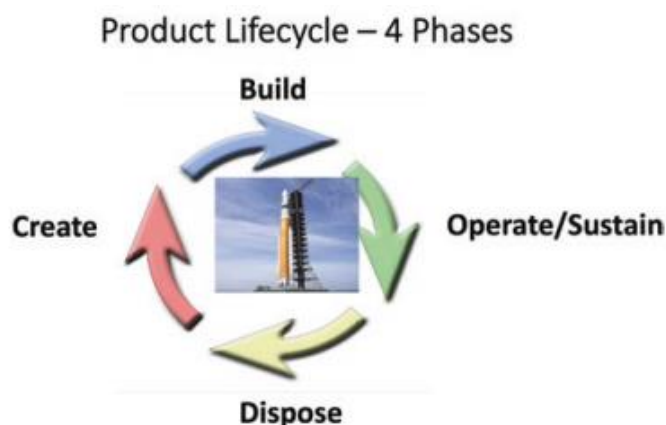 Product Lifecycle – 4 Phases
Build
Create
Operate/Sustain
Dispose